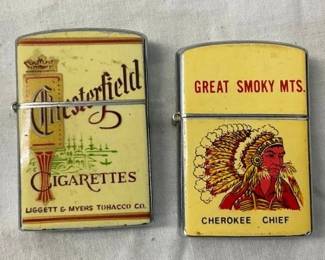 Chesterfield
CIGARETTES
LIGGETT & MYERS TOBACCO CO.
GREAT SMOKY MTS.
CHEROKEE CHIEF